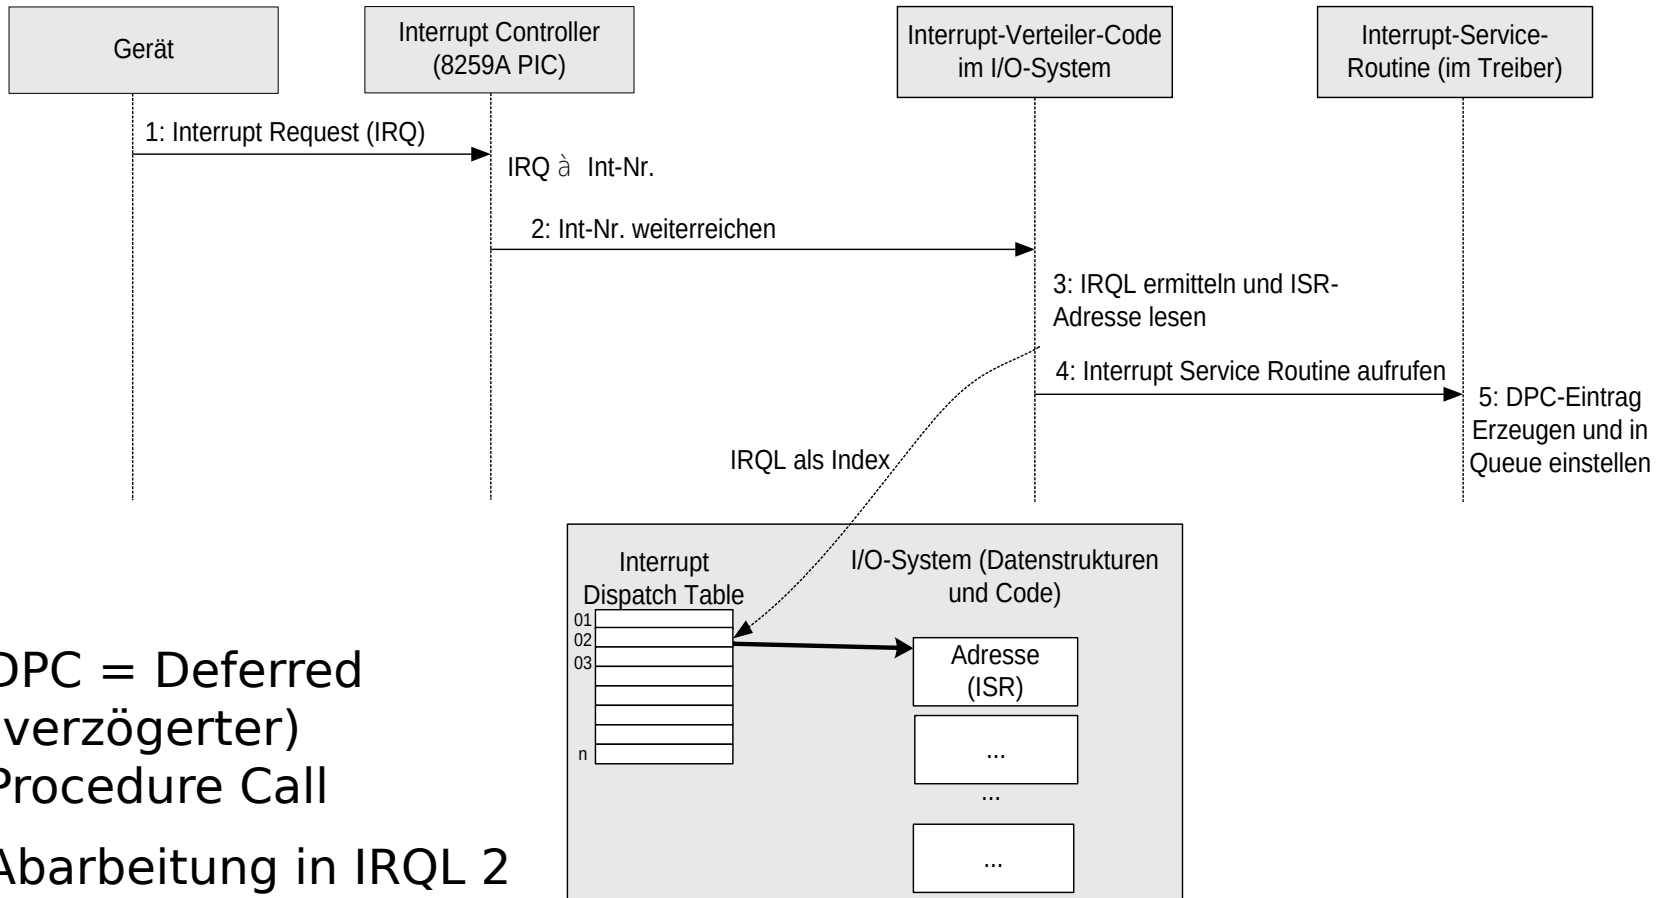 Gerät
Interrupt Controller
(8259A PIC)
Interrupt-Verteiler-Code
im I/O-System
Interrupt-Service-
Routine (im Treiber)
1: Interrupt Request (IRQ)
IRQ à Int-Nr.
2: Int-Nr. weiterreichen
3: IRQL ermitteln und ISR-
Adresse lesen
4: Interrupt Service Routine aufrufen
5: DPC-Eintrag
Erzeugen und in
Queue einstellen
IRQL als Index
Interrupt
Dispatch Table
I/O-System (Datenstrukturen
und Code)
01
02
03
n
Adresse
(ISR)
...
...
...
DPC = Deferred
verzögerter)
Procedure Call
Abarbeitung in IRQL 2